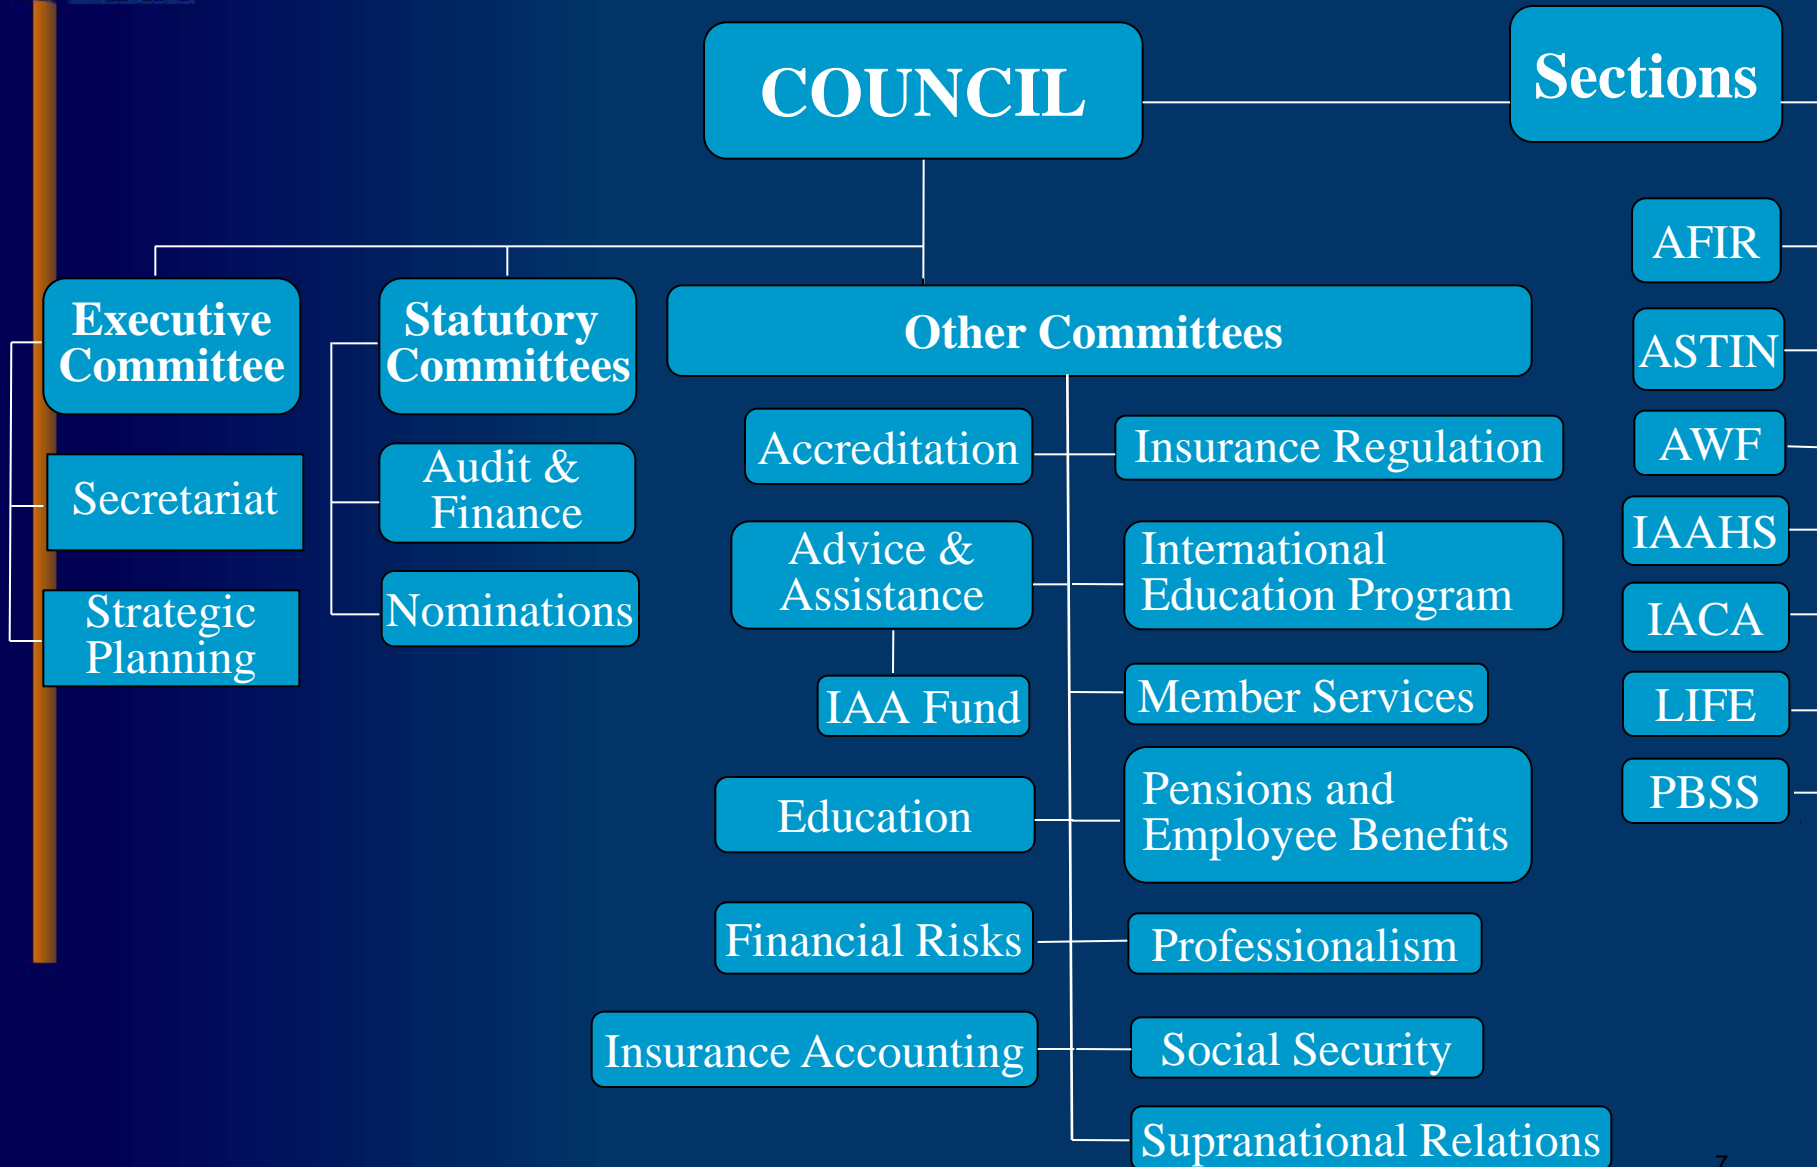 COUNCIL
Sections
Executive
Committee
Secretariat
Strategic
Planning
Statutory
Committees
Audit &
Finance
Nominations
Other Committees
Accreditation
Advice &
Assistance
IAA Fund
Education
Financial Risks
Insurance Accounting
Insurance Regulation
International
Education Program
Member Services
Pensions and
Employee Benefits
Professionalism
Social Security
Supranational Relations
AFIR
ASTIN
AWF
IAAHS
IACA
LIFE
PBSS
7